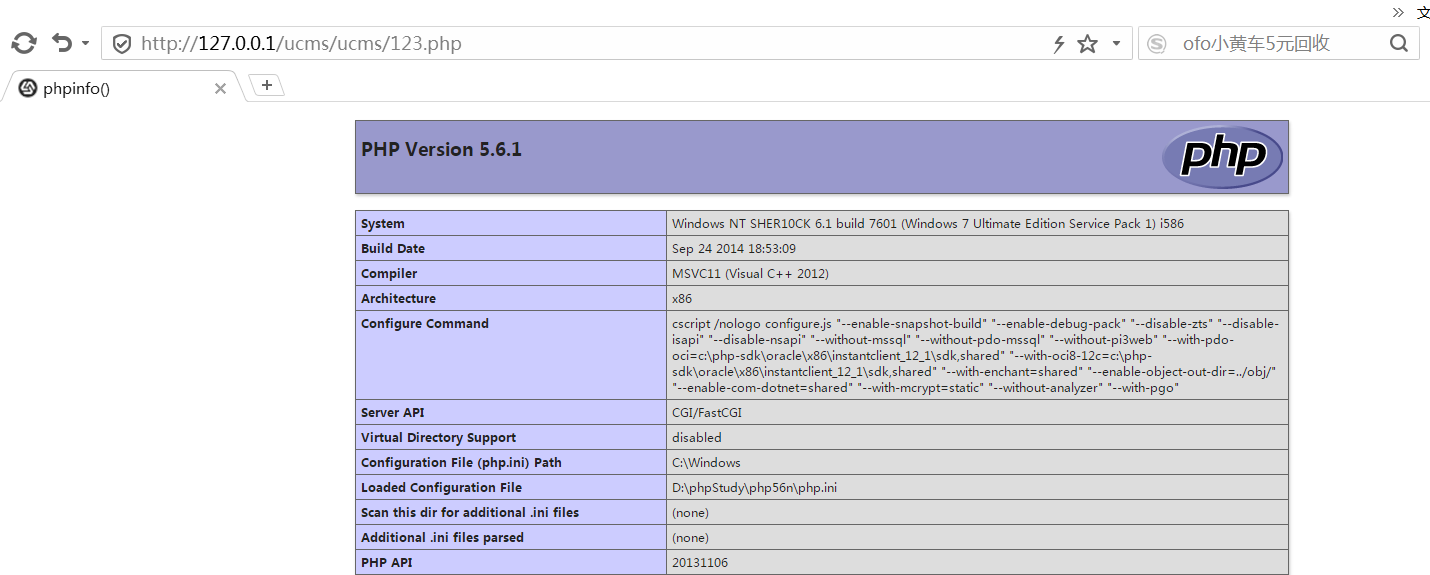 » 文
http://127.0.0.1/ucms/ucms/123.php
ofo小黄车5元回收
phpinfo()
PHP Version 5.6.1
php
System Windows NT SHER10CK 6.1 build 7601 (Windows 7 Ultimate Edition Service Pack 1) i586
Build Date Sep 24 2014 18:53:09
Compiler MSVC11 (Visual C++ 2012)
Architecture x86
Configure Command cscript /nologo configure.js "--enable-snapshot-build" "--enable-debug-pack" "--disable-zts" "--disable-
isapi" "--disable-nsapi" "--without-mssql" "--without-pdo-mssql" "--without-pi3web" "--with-pdo-
oci=c:\php-sdk\oracle\x86\instantclient_12_1\sdk,shared" "--with-oci8-12c=c:\php-
sdk\oracle\x86\instantclient_12_1\sdk,shared" "--with-enchant=shared" "--enable-object-out-dir=../obj/"
"--enable-com-dotnet=shared" "--with-mcrypt=static" "--without-analyzer" "--with-pgo"
Server API CGI/FastCGI
Virtual Directory Support disabled
Configuration File (php.ini) Path C:\Windows
Loaded Configuration File D:\phpStudy\php56n\php.ini
Scan this dir for additional .ini files (none)
Additional .ini files parsed (none)
PHP API 20131106